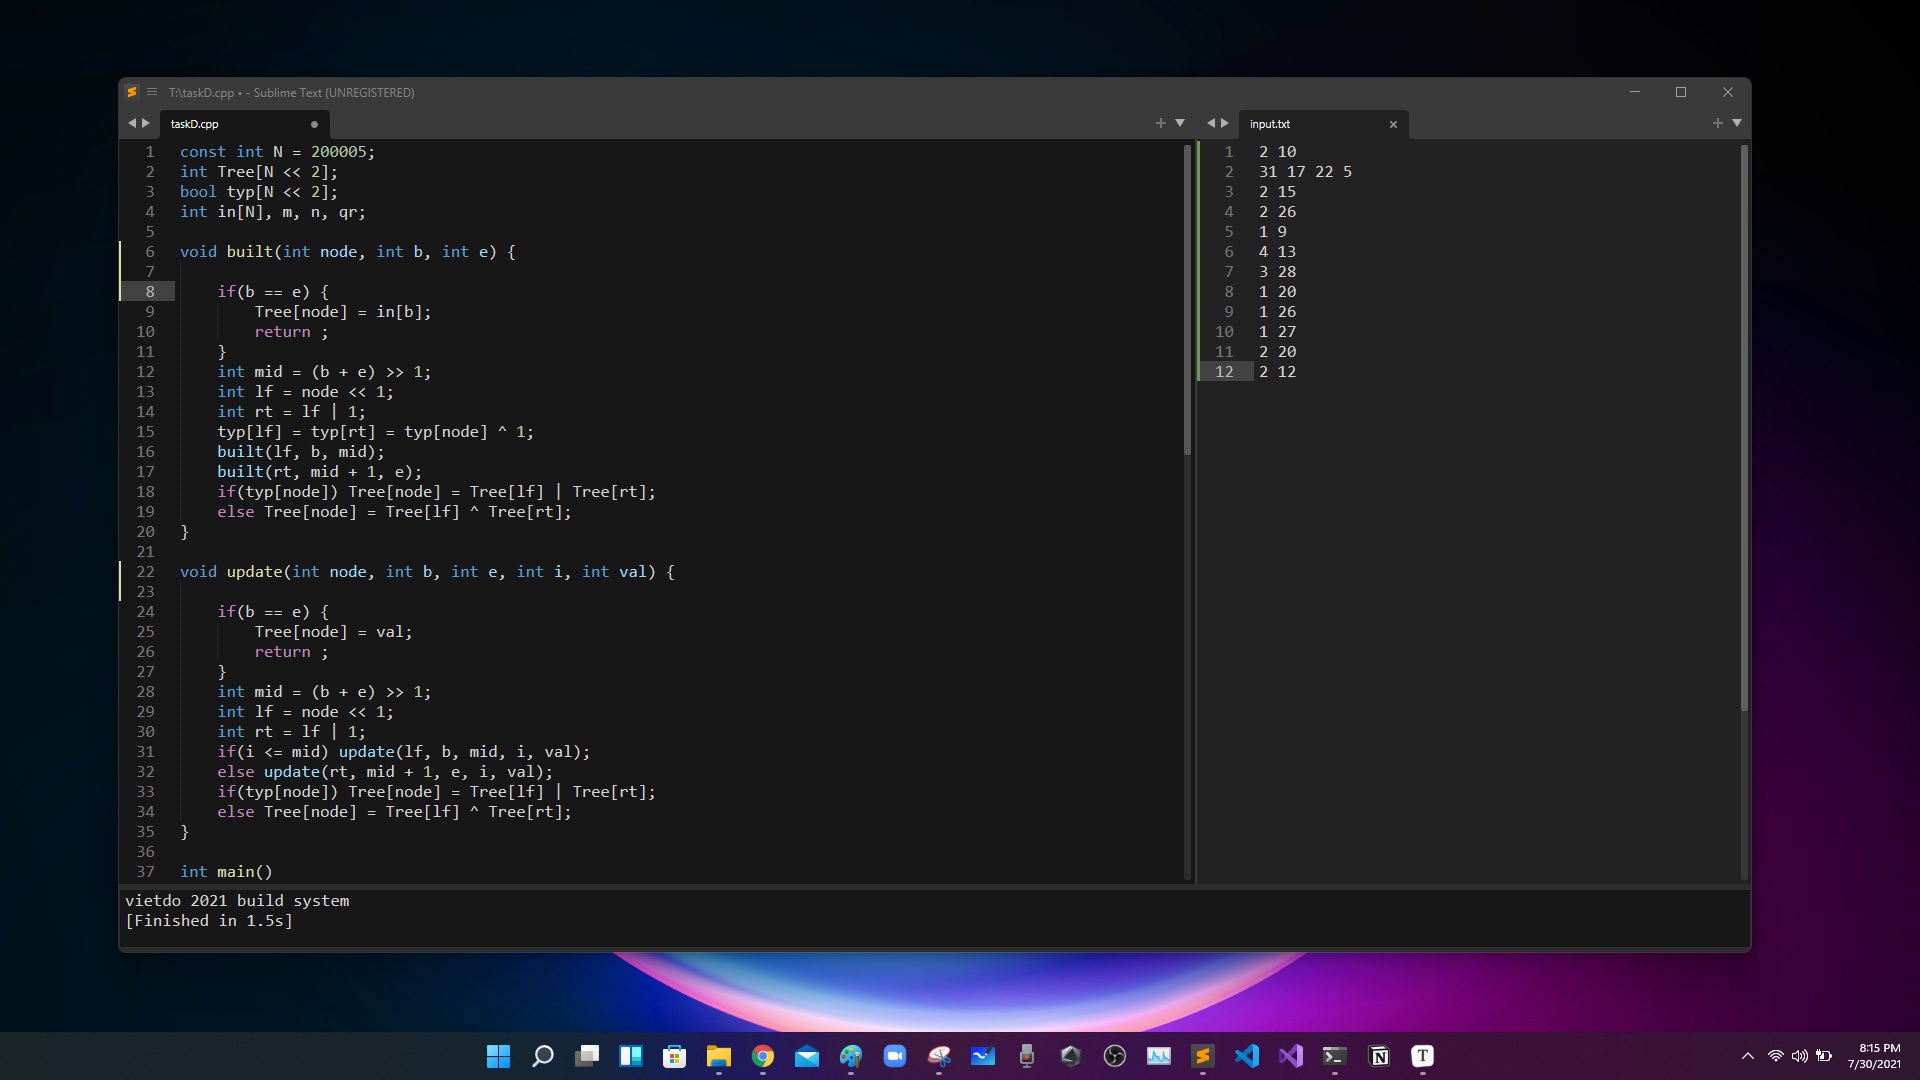 T:\taskD.cpp • - Sublime Text (UNREGISTERED)
taskD.cpp
1 const int N = 200005;
2 int Tree[N << 2];
3 bool typ[N << 2];
4 int in[N], m, n, qr;
5
6 void built(int node, int b, int e) {
7
8 if(b == e) {
9 Tree[node] = in[b];
10 return ;
11 }
12 int mid = (b + e) >> 1;
13 int lf = node << 1;
14 int rt = lf | 1;
15 typ[lf] = typ[rt] = typ[node] ^ 1;
16 built(lf, b, mid);
17 built(rt, mid + 1, e);
18 if(typ[node]) Tree[node] = Tree[lf] | Tree[rt];
19 else Tree[node] = Tree[lf] ^ Tree[rt];
20 }
21
22 void update(int node, int b, int e, int i, int val) {
23
24 if(b == e) {
25 Tree[node] = val;
26 return ;
27 }
28 int mid = (b + e) >> 1;
29 int lf = node << 1;
30 int rt = lf | 1;
31 if(i <= mid) update(lf, b, mid, i, val);
32 else update(rt, mid + 1, e, i, val);
33 if(typ[node]) Tree[node] = Tree[lf] | Tree[rt];
34 else Tree[node] = Tree[lf] ^ Tree[rt];
35 }
36
37 int main()
input.txt
1 2 10
2 31 17 22 5
3 2 15
4 2 26
5 1 9
6 4 13
7 3 28
8 1 20
9 1 26
10 1 27
11 2 20
12 2 12
vietdo 2021 build system
[Finished in 1.5s]
8:15 PM
7/30/2021